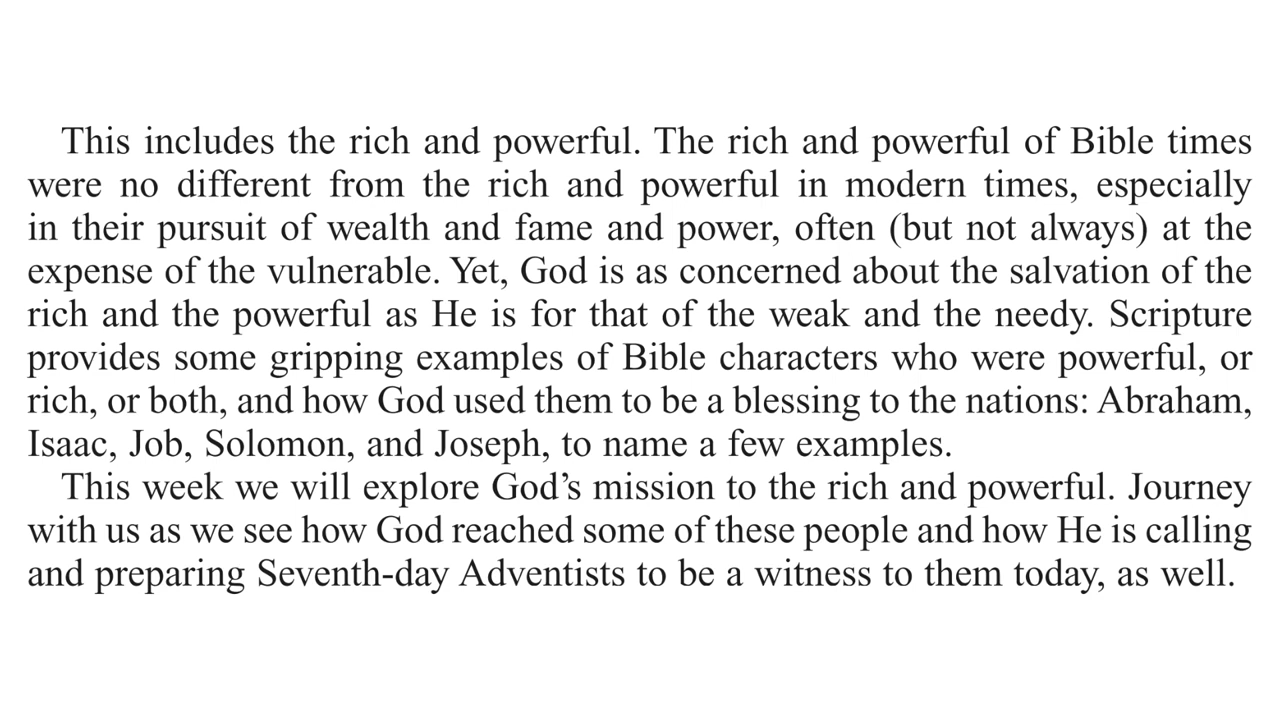 This includes the rich and powerful. The rich and powerful of Bible times
were no different from the rich and powerful in modern times, especially
in their pursuit of wealth and fame and power, often (but not always) at the
expense of the vulnerable. Yet, God is as concerned about the salvation of the
rich and the powerful as He is for that of the weak and the needy. Scripture
provides some gripping examples of Bible characters who were powerful, or
rich, or both, and how God used them to be a blessing to the nations: Abraham,
Isaac, Job, Solomon, and Joseph, to name a few examples.
This week we will explore God’s mission to the rich and powerful. Journey
with us as we see how God reached some of these people and how He is calling
and preparing Seventh-day Adventists to be a witness to them today, as well.